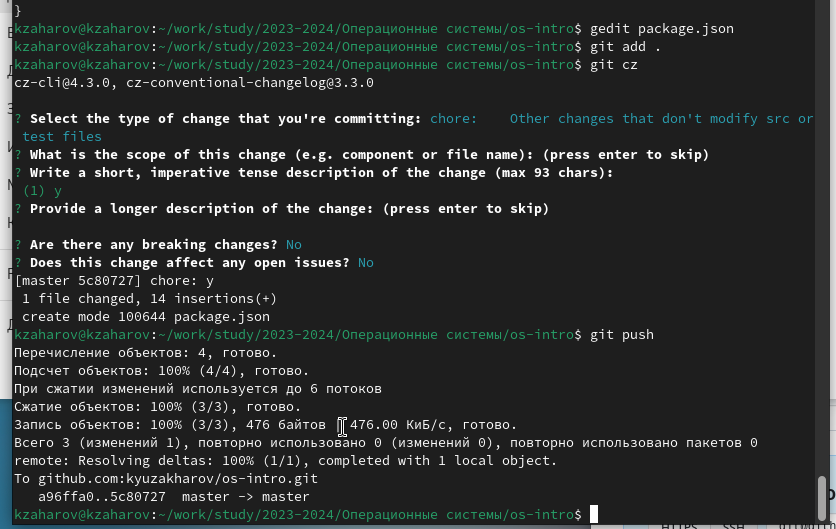 }
kzaharov@kzaharov:~/work/study/2023-2024/Операционные системы/os-intro$ gedit package.json
kzaharov@kzaharov:~/work/study/2023-2024/Операционные системы/os-intro$ git add .
kzaharov@kzaharov:~/work/study/2023-2024/Операционные системы/os-intro$ git cz
cz-cli@4.3.0, cz-conventional-changelog@3.3.0
? Select the type of change that you're committing: chore:    Other changes that don't modify src or
 test files
? What is the scope of this change (e.g. component or file name): (press enter to skip)
? Write a short, imperative tense description of the change (max 93 chars):
 (1) y
? Provide a longer description of the change: (press enter to skip)
? Are there any breaking changes? No
? Does this change affect any open issues? No
[master 5c80727] chore: y
 1 file changed, 14 insertions(+)
 create mode 100644 package.json
kzaharov@kzaharov:~/work/study/2023-2024/Операционные системы/os-intro$ git push
Перечисление объектов: 4, готово.
Подсчет объектов: 100% (4/4), готово.
При сжатии изменений используется до 6 потоков
Сжатие объектов: 100% (3/3), готово.
Запись объектов: 100% (3/3), 476 байтов | 476.00 КиБ/с, готово.
Всего 3 (изменений 1), повторно использовано 0 (изменений 0), повторно использовано пакетов 0
remote: Resolving deltas: 100% (1/1), completed with 1 local object.
To github.com:kyuzakharov/os-intro.git
   a96ffa0..5c80727  master -> master
kzaharov@kzaharov:~/work/study/2023-2024/Операционные системы/os-intro$